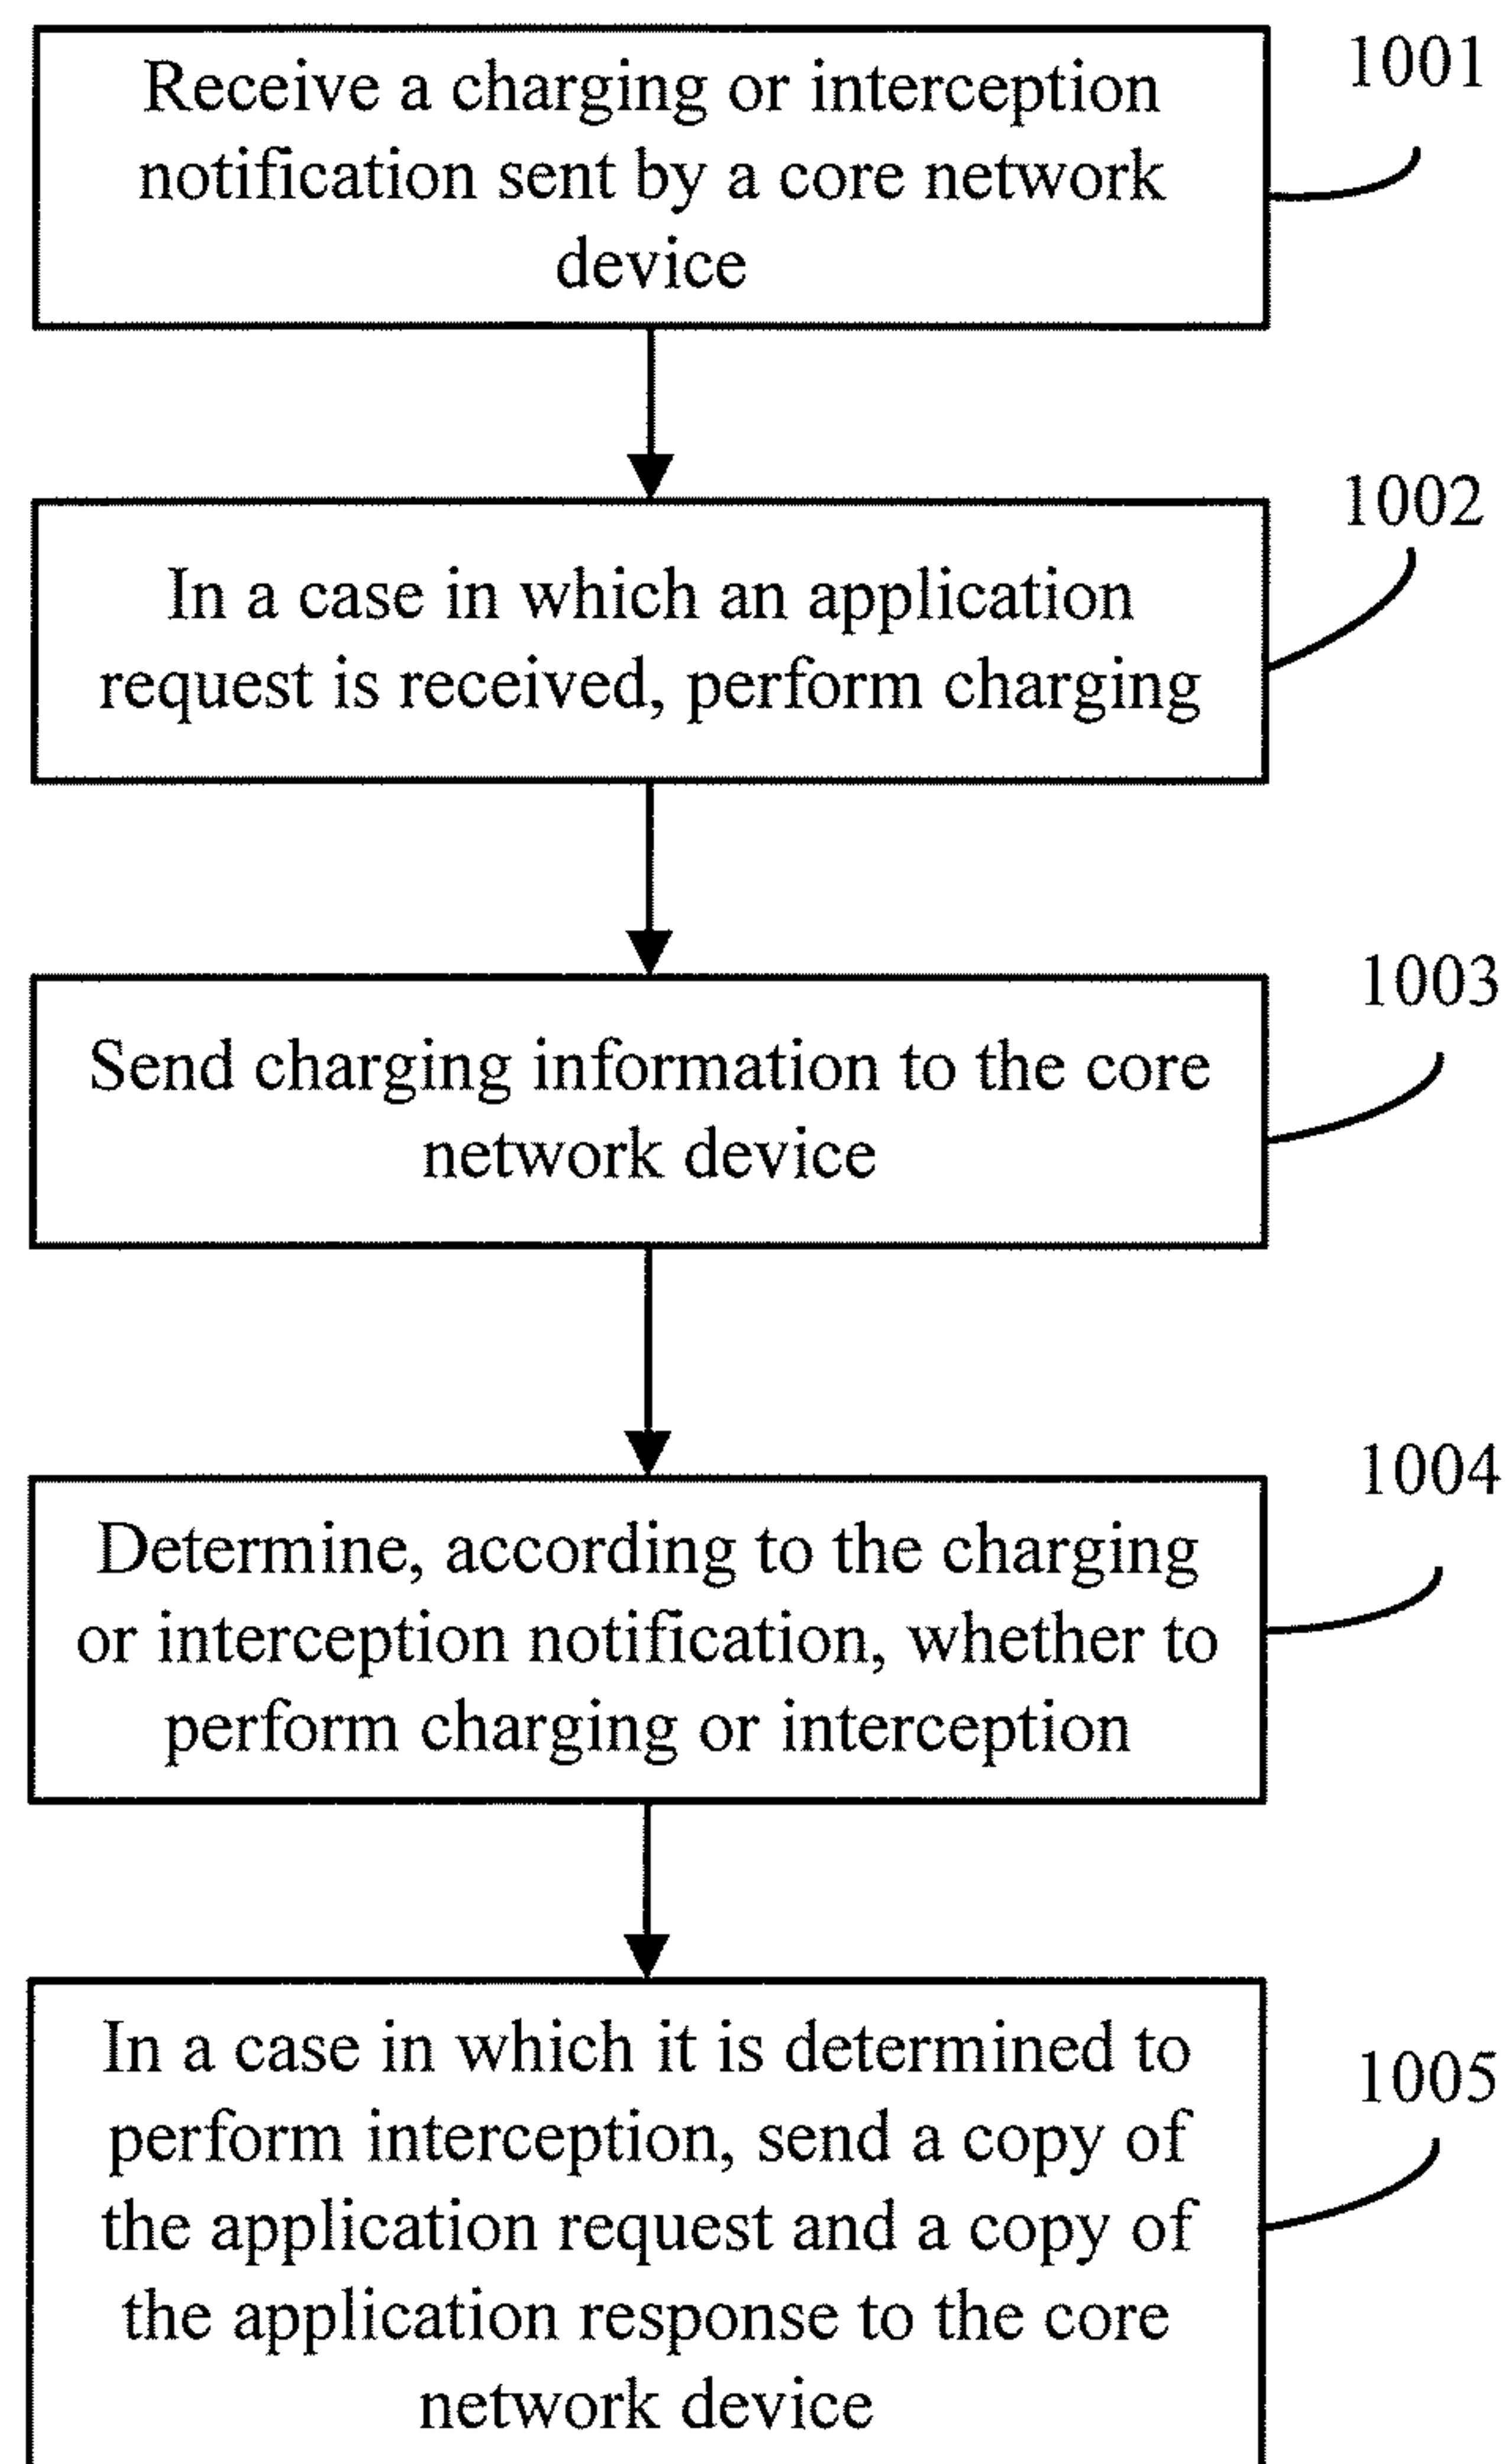 Receive a charging or interception
notification sent by a core network
device
1001
In a case in which an application
request is received, perform charging
1002
Send charging information to the core
network device
1003
Determine, according to the charging
or interception notification, whether to
perform charging or interception
1004
In a case in which it is determined to
perform interception, send a copy of
the application request and a copy of
the application response to the core
network device
1005